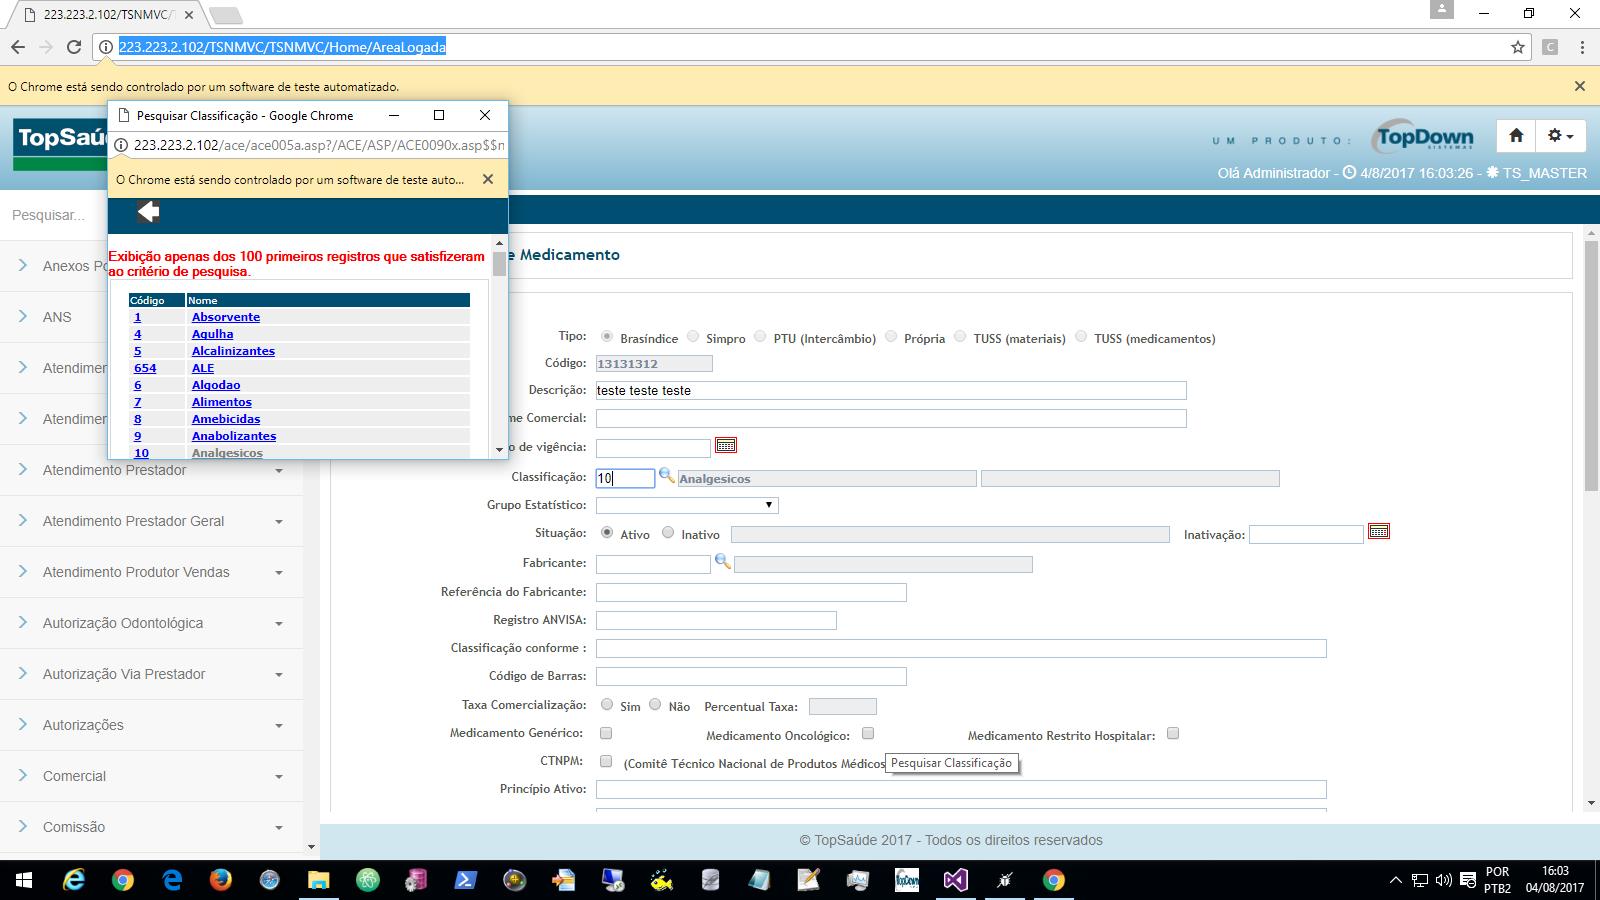 223.223.2.102/TSNMVC/T
223.223.2.102/TSNMVC/TSNMVC/Home/AreaLogada
C
O Chrome está sendo controlado por um software de teste automatizado.
TopSaúd
UM PRODUTO:
TopDown
SISTEMAS
Olá Administrador - 4/8/2017 16:03:26 - TS_MASTER
Pesquisar Classificação - Google Chrome
223.223.2.102/ace/ace005a.asp?/ACE/ASP/ACE0090x.asp$$n
O Chrome está sendo controlado por um software de teste auto...
Exibição apenas dos 100 primeiros registros que satisfizeram
ao critério de pesquisa.
Código Nome
1 Absorvente
4 Agulha
5 Alcalinizantes
654 ALE
6 Algodao
7 Alimentos
8 Amebicidas
9 Anabolizantes
10 Analgesicos
Pesquisar...
Anexos Po
ANS
Atendimen
Atendimen
Atendimento Prestador
Atendimento Prestador Geral
Atendimento Produtor Vendas
Autorização Odontológica
Autorização Via Prestador
Autorizações
Comercial
Comissão
e Medicamento
Tipo: Brasíndice Simpro PTU (Intercâmbio) Própria TUSS (materiais) TUSS (medicamentos)
Código: 13131312
Descrição: teste teste teste
me Comercial:
o de vigência:
Classificação: 10 Analgesicos
Grupo Estatístico:
Situação: Ativo Inativo Inativação:
Fabricante:
Referência do Fabricante:
Registro ANVISA:
Classificação conforme :
Código de Barras:
Taxa Comercialização: Sim Não Percentual Taxa:
Medicamento Genérico: Medicamento Oncológico: Medicamento Restrito Hospitalar:
CTNPM: (Comitê Técnico Nacional de Produtos Médicos
Pesquisar Classificação
Princípio Ativo:
© TopSaúde 2017 - Todos os direitos reservados
TopDown
POR
PTB2
16:03
04/08/2017